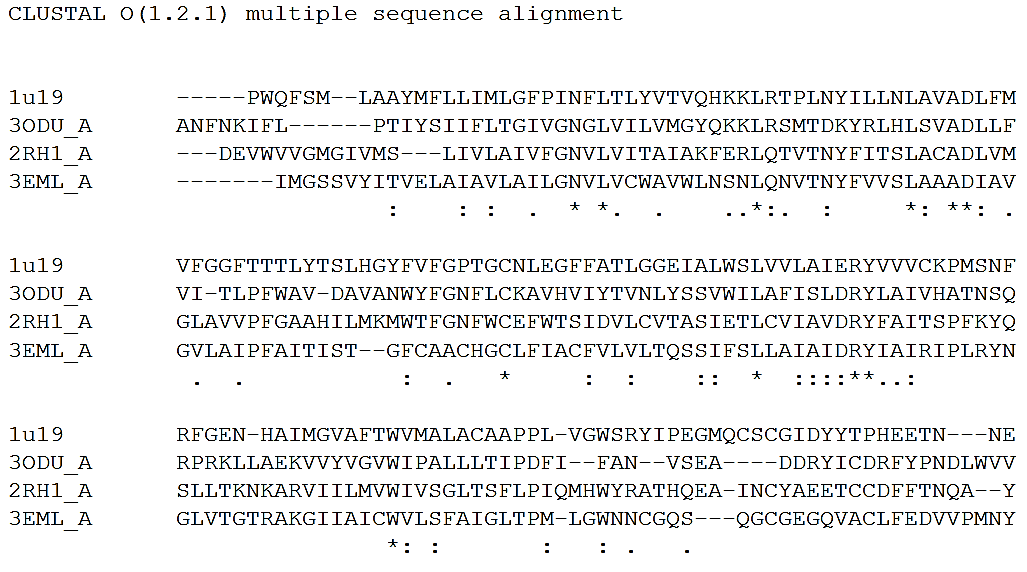 CLUSTAL O(1.2.1) multiple sequence alignment
1u19        -----PWQFSM--LAAYMFLLIMLGFPINFLTLYVTVQHKKLRTPLNYILLNLAVADLFM
3ODU_A      ANFNKIFL------PTIYSIIFLTGIVGNGLVILVMGYQKKLRSMTDKYRLHLSVADLLF
2RH1_A      ---DEVWVVGMGIVMS---LIVLAIVFGNVLVITAIAKFERLQTVTNYFITSLACADLVM
3EML_A      -------IMGSSVYITVELAIAVLAILGNVLVCWAVWLNSNLQNVTNYFVVSLAAADIAV
                           :    : :  .  * *.  .    ..*:.  :     *: **: .
1u19        VFGGFTTTLYTSLHGYFVFGPTGCNLEGFFATLGGEIALWSLVVLAIERYVVVCKPMSNF
3ODU_A      VI-TLPFWAV-DAVANWYFGNFLCKAVHVIYTVNLYSSVWILAFISLDRYLAIVHATNSQ
2RH1_A      GLAVVPFGAAHILMKMWTFGNFWCEFWTSIDVLCVTASIETLCVIAVDRYFAITSPFKYQ
3EML_A      GVLAIPFAITIST--GFCAACHGCLFIACFVLVLTQSSIFSLLAIAIDRYIAIRIPLRYN
             .  .           :  .   *     :  :    ::  *  ::::**..:
1u19        RFGEN-HAIMGVAFTWVMALACAAPPL-VGWSRYIPEGMQCSCGIDYYTPHEETN---NE
3ODU_A      RPRKLLAEKVVYVGVWIPALLLTIPDFI--FAN--VSEA----DDRYICDRFYPNDLWVV
2RH1_A      SLLTKNKARVIILMVWIVSGLTSFLPIQMHWYRATHQEA-INCYAEETCCDFFTNQA--Y
3EML_A      GLVTGTRAKGIIAICWVLSFAIGLTPM-LGWNNCGQS---QGCGEGQVACLFEDVVPMNY
                           *: :       :   : .   .